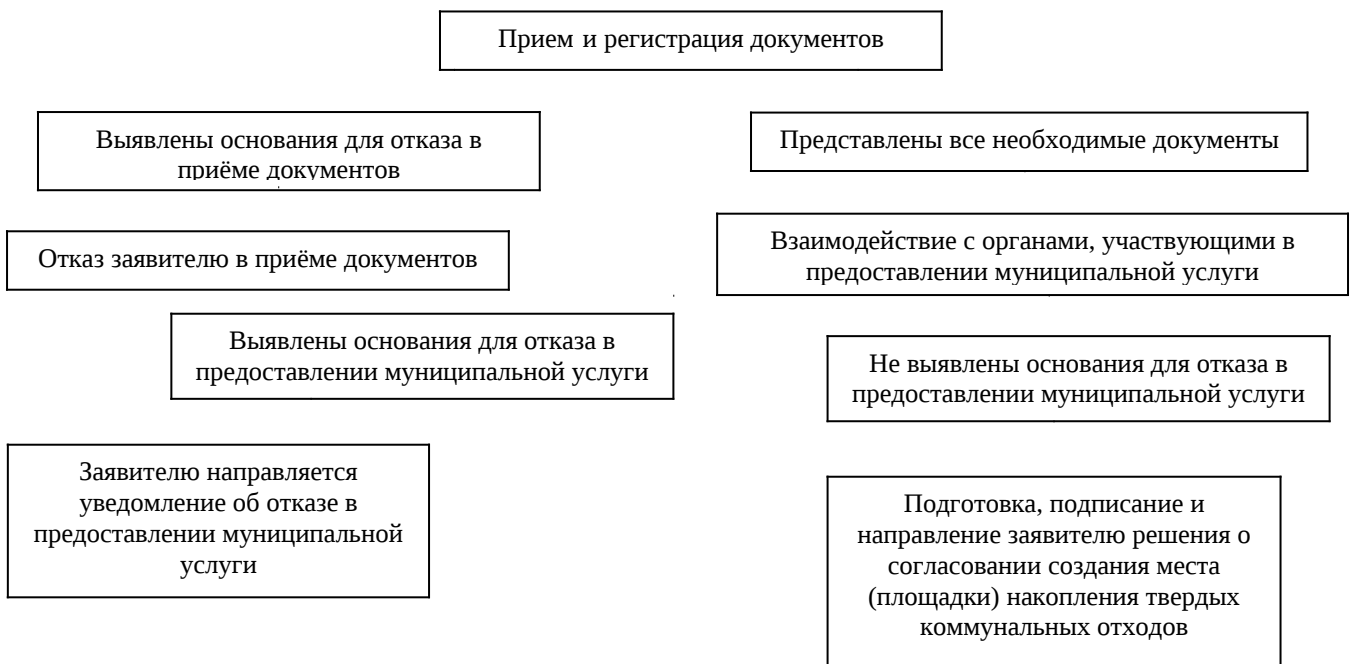 Прием и регистрация документов
Выявлены основания для отказа в
приёме документов
Представлены все необходимые документы
Отказ заявителю в приёме документов
Взаимодействие с органами, участвующими в
предоставлении муниципальной услуги
Выявлены основания для отказа в
предоставлении муниципальной услуги
Не выявлены основания для отказа в
предоставлении муниципальной услуги
Заявителю направляется
уведомление об отказе в
предоставлении муниципальной
услуги
Подготовка, подписание и
направление заявителю решения о
согласовании создания места
(площадки) накопления твердых
коммунальных отходов